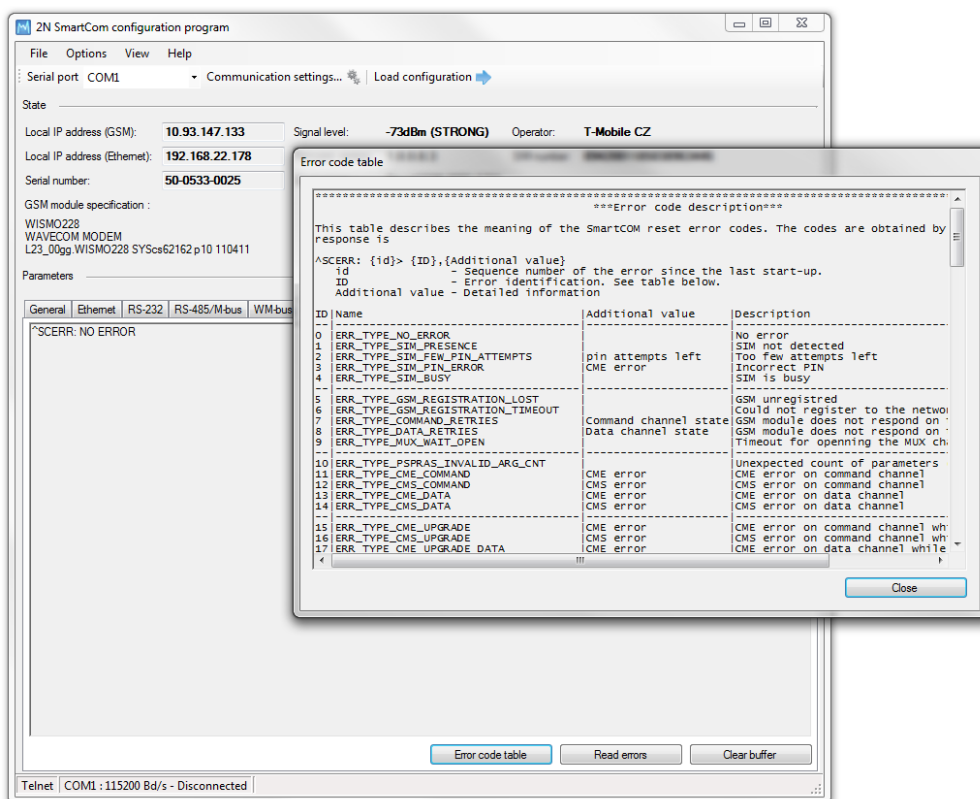 2N SmartCom configuration program
File Options View Help
Serial port COM1 Communication settings... Load configuration
State
Local IP address (GSM): 10.93.147.133 Signal level: -73dBm (STRONG) Operator: T-Mobile CZ
Local IP address (Ethernet): 192.168.22.178
Serial number: 50-0533-0025
GSM module specification :
WISMO228
WAVECOM MODEM
L23_00gg.WISMO228 SYScs62162 p10 110411
Parameters
General Ethernet RS-232 RS-485/M-bus WM-bus
^SCERR: NO ERROR
Error code table
***Error code description***
This table describes the meaning of the SmartCOM reset error codes. The codes are obtained by
response is
^SCERR: {id}> {ID},{Additional value}
id - Sequence number of the error since the last start-up.
ID - Error identification. See table below.
Additional value - Detailed information
ID|Name |Additional value |Description
0 |ERR_TYPE_NO_ERROR | |No error
1 |ERR_TYPE_SIM_PRESENCE | |SIM not detected
2 |ERR_TYPE_SIM_FEW_PIN_ATTEMPTS |pin attempts left |Too few attempts left
3 |ERR_TYPE_SIM_PIN_ERROR |CME error |Incorrect PIN
4 |ERR_TYPE_SIM_BUSY | |SIM is busy
5 |ERR_TYPE_GSM_REGISTRATION_LOST | |GSM unregistred
6 |ERR_TYPE_GSM_REGISTRATION_TIMEOUT | |Could not register to the networ
7 |ERR_TYPE_COMMAND_RETRIES |Command channel state|GSM module does not respond on
8 |ERR_TYPE_DATA_RETRIES |Data channel state |GSM module does not respond on
9 |ERR_TYPE_MUX_WAIT_OPEN | |Timeout for openning the MUX cha
10|ERR_TYPE_PSPRAS_INVALID_ARG_CNT | |Unexpected count of parameters
11|ERR_TYPE_CME_COMMAND |CME error |CME error on command channel
12|ERR_TYPE_CMS_COMMAND |CMS error |CMS error on command channel
13|ERR_TYPE_CME_DATA |CME error |CME error on data channel
14|ERR_TYPE_CMS_DATA |CMS error |CMS error on data channel
15|ERR_TYPE_CME_UPGRADE |CME error |CME error on command channel whi
16|ERR_TYPE_CMS_UPGRADE |CMS error |CMS error on command channel whi
17|ERR_TYPE_CME_UPGRADE_DATA |CME error |CME error on data channel while
Close
Error code table Read errors Clear buffer
Telnet COM1 : 115200 Bd/s - Disconnected